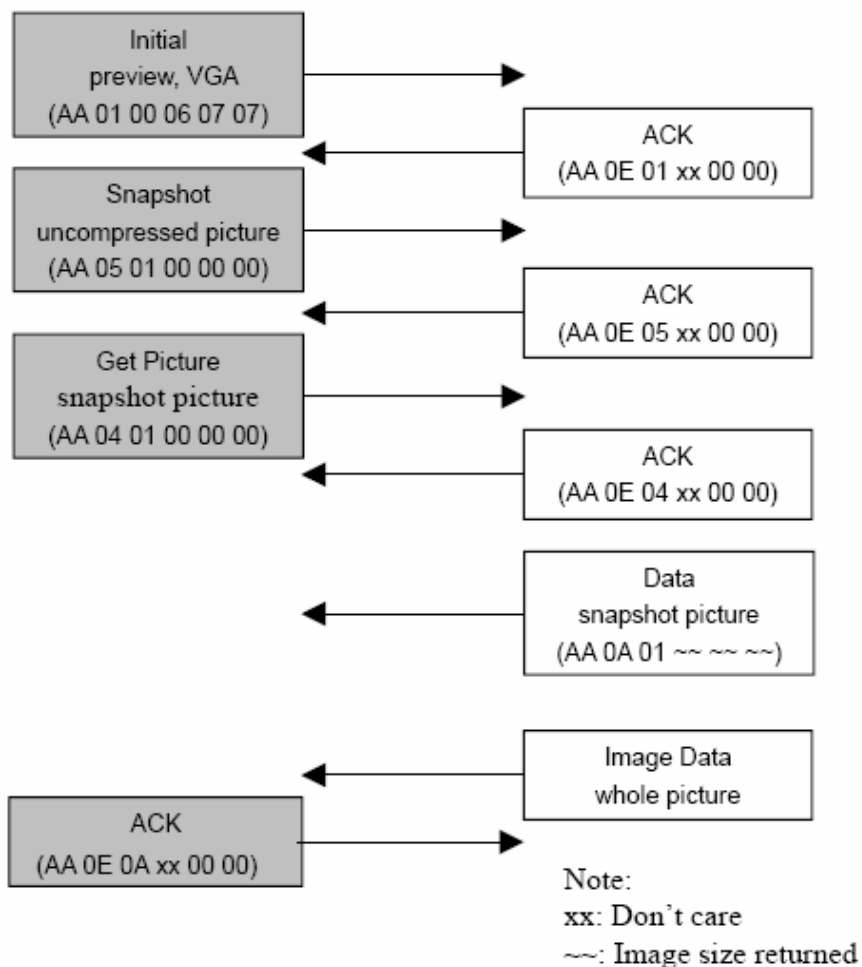 Initial
preview, VGA
(AA 01 00 06 07 07)
ACK
(AA 0E 01 xx 00 00)
Snapshot
uncompressed picture
(AA 05 01 00 00 00)
ACK
(AA 0E 05 xx 00 00)
Get Picture
snapshot picture
(AA 04 01 00 00 00)
ACK
(AA 0E 04 xx 00 00)
Data
snapshot picture
(AA 0A 01 ~~ ~~ ~~)
Image Data
whole picture
ACK
(AA 0E 0A xx 00 00)
Note:
xx: Don’t care
~~: Image size returned